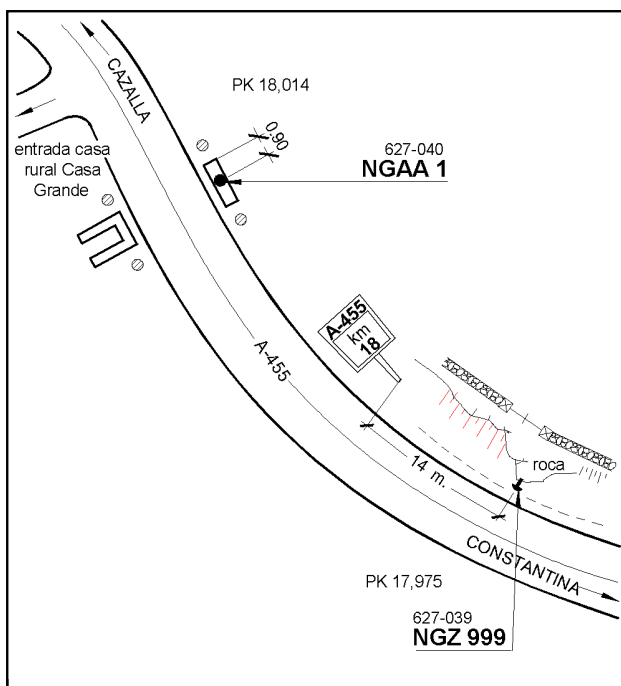 CAZALLA
PK 18,014
0.90
627-040
NGAA 1
entrada casa
rural Casa
Grande
A-455
km
18
A-455
14 m.
roca
CONSTANTINA
PK 17,975
627-039
NGZ 999